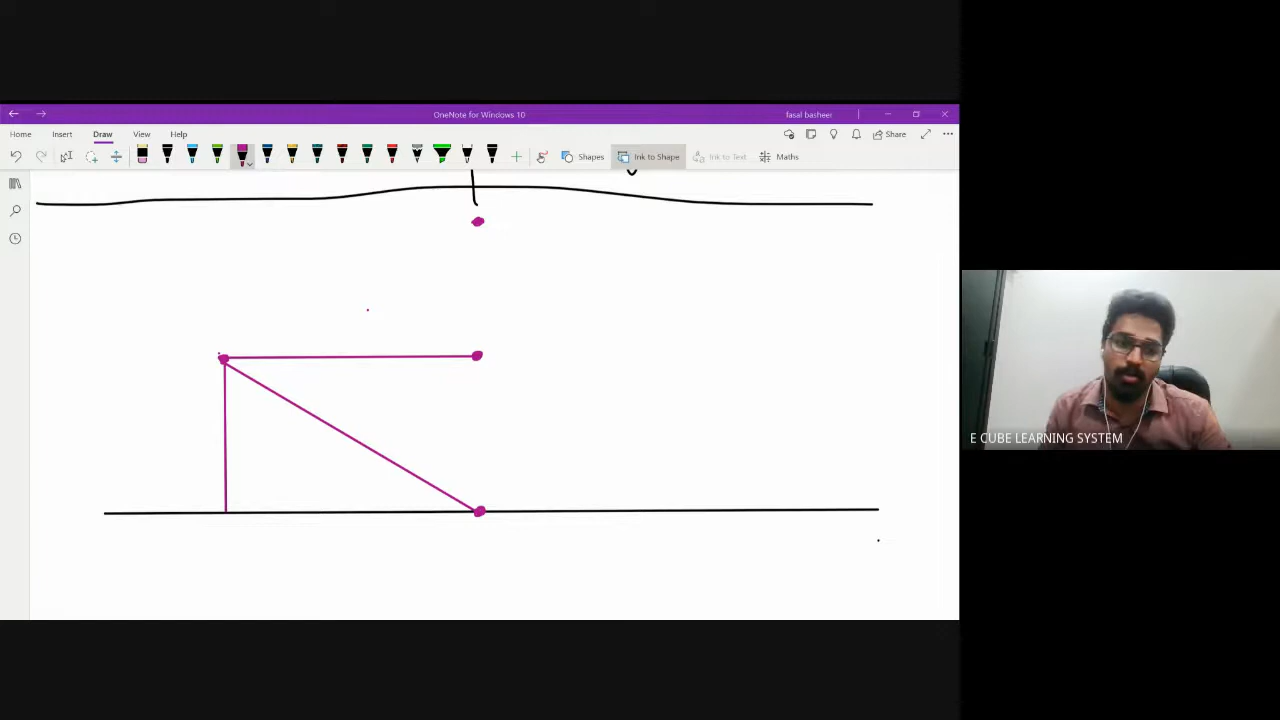 OneNote for Windows 10
fasal basheer
Home Insert Draw View Help
Share
Shapes Ink to Shape Ink to Text Maths
E CUBE LEARNING SYSTEM